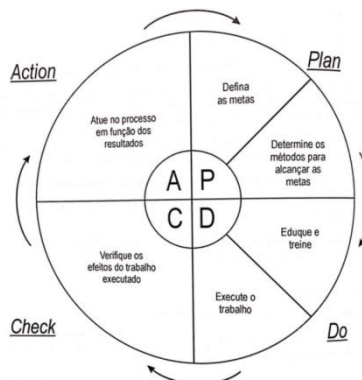 Action
Plan
Atue no processo
em função dos
resultados
Defina
as metas
Determine os
métodos para
alcançar as
metas
A P
C D
Verifique os
efeitos do trabalho
executado
Eduque e
treine
Execute o
trabalho
Check
Do